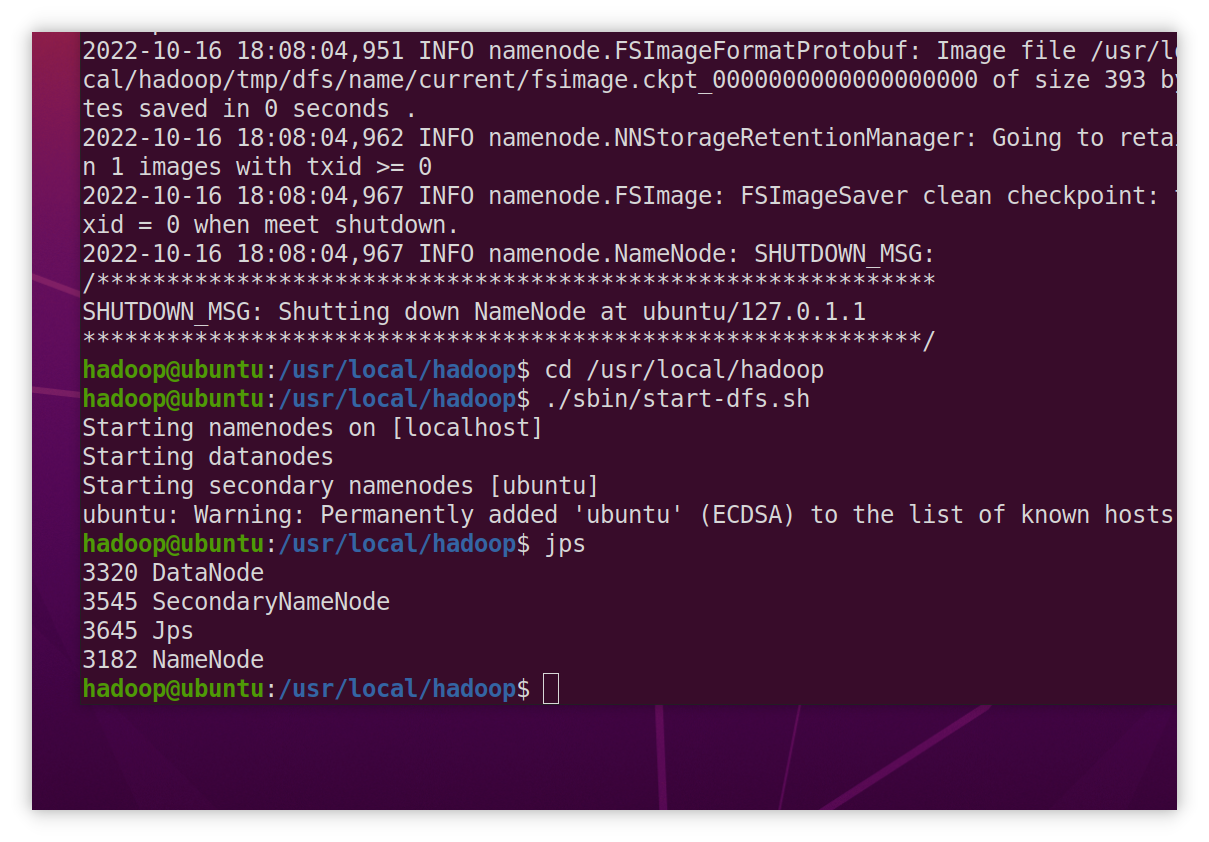 2022-10-16 18:08:04,951 INFO namenode.FSImageFormatProtobuf: Image file /usr/lo
cal/hadoop/tmp/dfs/name/current/fsimage.ckpt_0000000000000000000 of size 393 by
tes saved in 0 seconds .
2022-10-16 18:08:04,962 INFO namenode.NNStorageRetentionManager: Going to retai
n 1 images with txid >= 0
2022-10-16 18:08:04,967 INFO namenode.FSImage: FSImageSaver clean checkpoint: t
xid = 0 when meet shutdown.
2022-10-16 18:08:04,967 INFO namenode.NameNode: SHUTDOWN_MSG:
/************************************************************
SHUTDOWN_MSG: Shutting down NameNode at ubuntu/127.0.1.1
************************************************************/
hadoop@ubuntu:/usr/local/hadoop$ cd /usr/local/hadoop
hadoop@ubuntu:/usr/local/hadoop$ ./sbin/start-dfs.sh
Starting namenodes on [localhost]
Starting datanodes
Starting secondary namenodes [ubuntu]
ubuntu: Warning: Permanently added 'ubuntu' (ECDSA) to the list of known hosts
hadoop@ubuntu:/usr/local/hadoop$ jps
3320 DataNode
3545 SecondaryNameNode
3645 Jps
3182 NameNode
hadoop@ubuntu:/usr/local/hadoop$